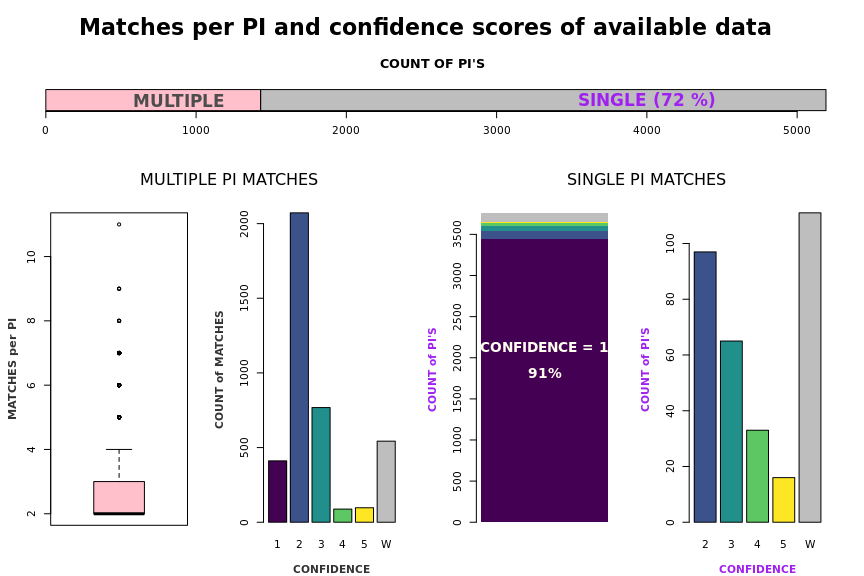 Matches per PI and confidence scores of available data
COUNT OF PI'S
MULTIPLE SINGLE (72 %)
0 1000 2000 3000 4000 5000
MULTIPLE PI MATCHES
MATCHES per PI
2 4 6 8 10
COUNT of MATCHES
0 500 1000 1500 2000
1 2 3 4 5 W
CONFIDENCE
SINGLE PI MATCHES
COUNT of PI'S
0 500 1000 1500 2000 2500 3000 3500
CONFIDENCE = 1
91%
COUNT of PI'S
0 20 40 60 80 100
2 3 4 5 W
CONFIDENCE